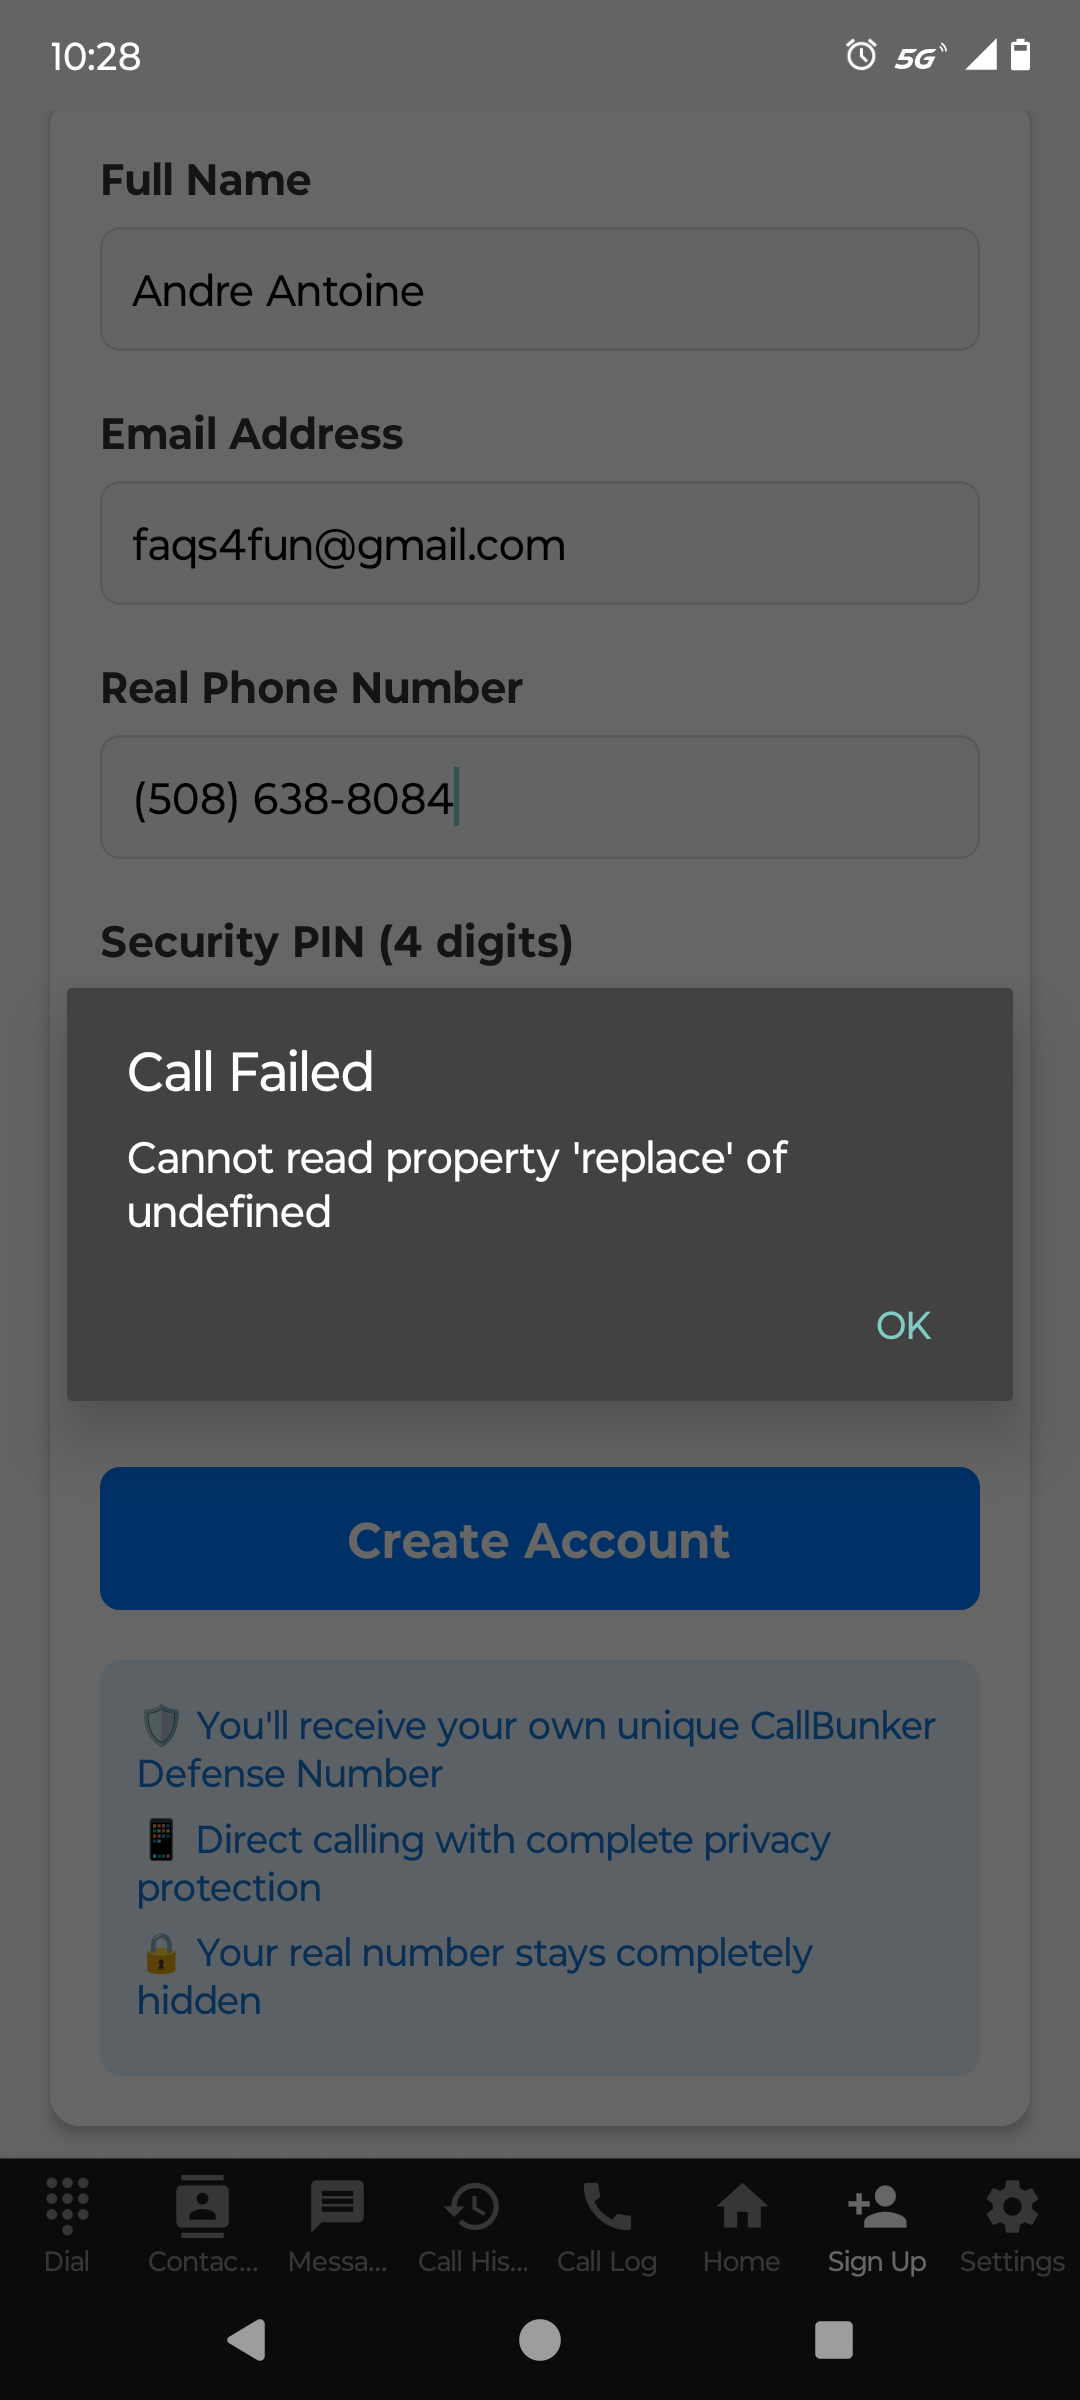 10:28
5G
Full Name
Andre Antoine
Email Address
faqs4fun@gmail.com
Real Phone Number
(508) 638-8084
Security PIN (4 digits)
Call Failed
Cannot read property 'replace' of
undefined
OK
Create Account
🛡️ You'll receive your own unique CallBunker
Defense Number
📱 Direct calling with complete privacy
protection
🔒 Your real number stays completely
hidden
Dial
Contac...
Messa...
Call His...
Call Log
Home
Sign Up
Settings